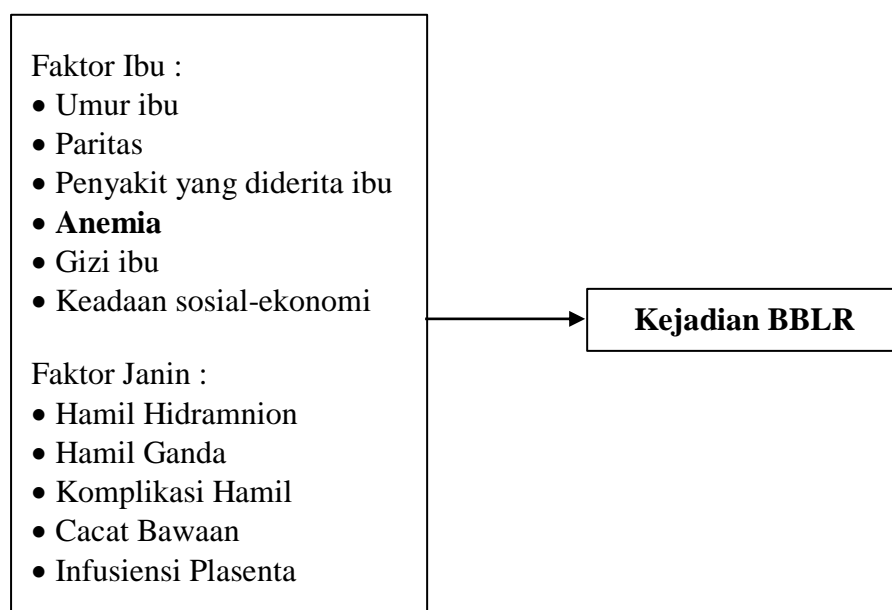 Faktor Ibu :
• Umur ibu
• Paritas
• Penyakit yang diderita ibu
• Anemia
• Gizi ibu
• Keadaan sosial-ekonomi
Faktor Janin :
• Hamil Hidramnion
• Hamil Ganda
• Komplikasi Hamil
• Cacat Bawaan
• Infusiensi Plasenta
Kejadian BBLR